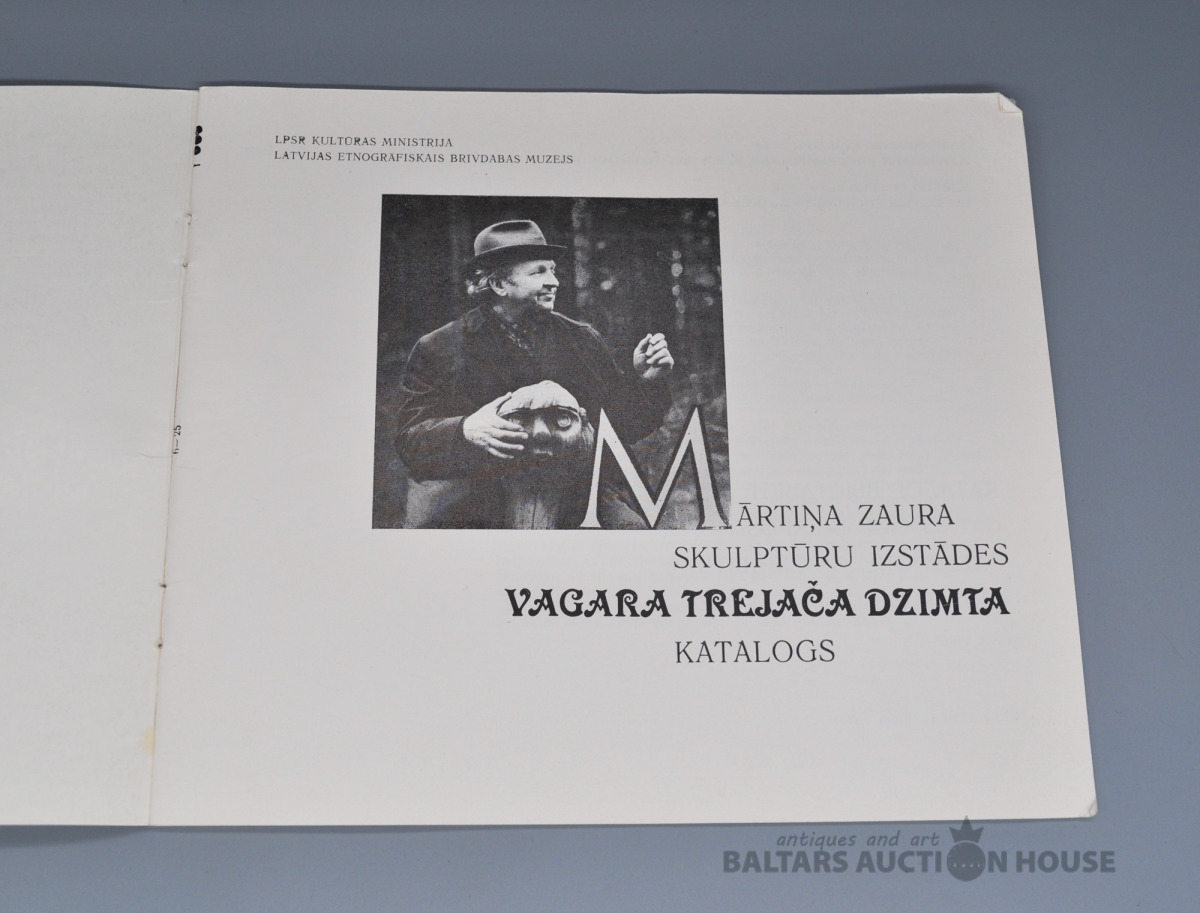 LPSR KULTŪRAS MINISTRIJA
LATVIJAS ETNOGRAFISKAIS BRĪVDABAS MUZEJS
MĀRTIŅA ZAURA
SKULPTŪRU IZSTĀDES
VAGARA TREJAČA DZIMTA
KATALOGS
antiques and art
BALTARS AUCTION HOUSE